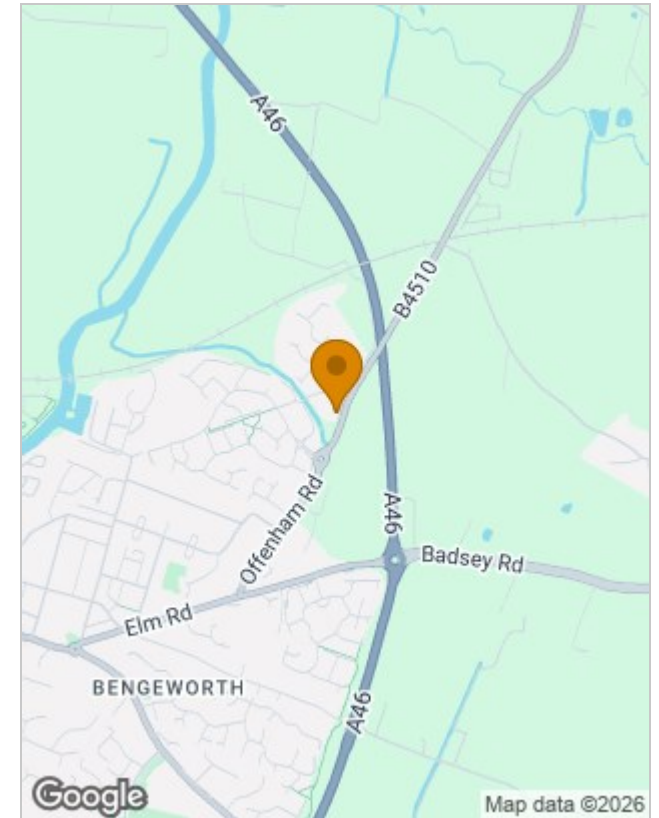 A46
B4510
A46
Offenham Rd
Badsey Rd
Elm Rd
BENGEWORTH
A46
Google
Map data ©2026